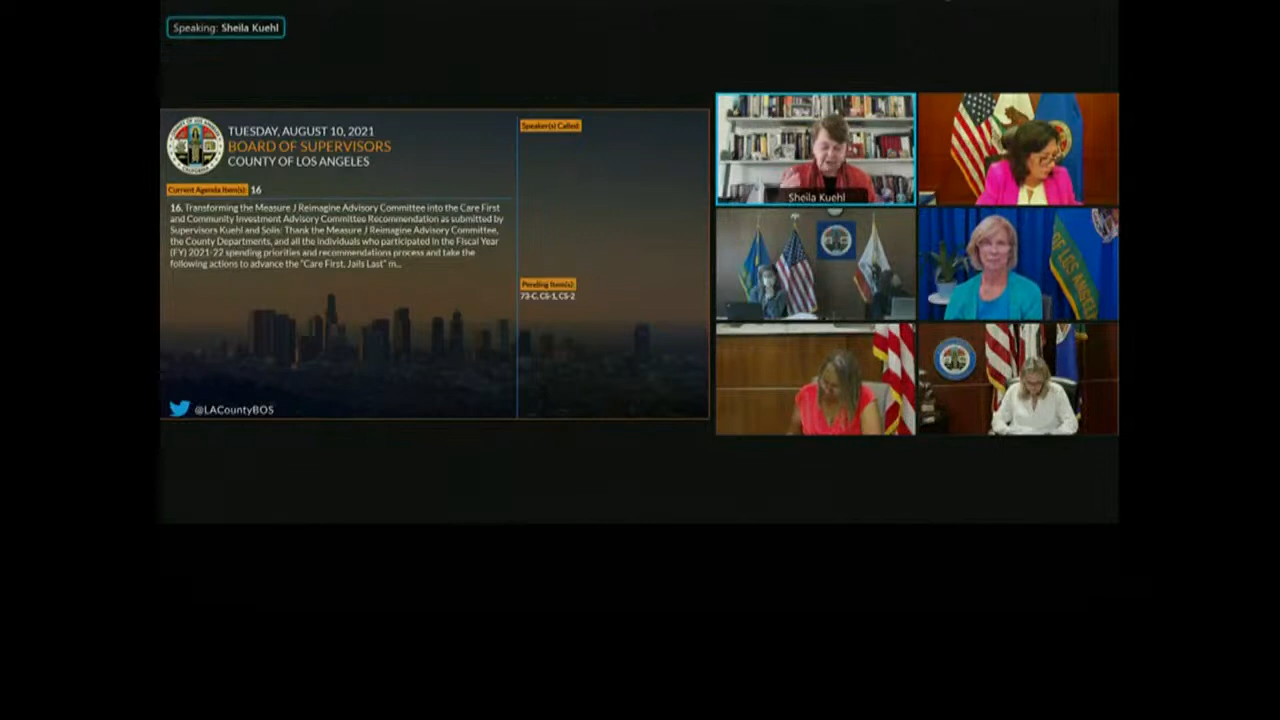 Speaking: Sheila Kuehl
TUESDAY, AUGUST 10, 2021
BOARD OF SUPERVISORS
COUNTY OF LOS ANGELES
Current Agenda Item(s): 16
16. Transforming the Measure J Reimagine Advisory Committee into the Care First
and Community Investment Advisory Committee Recommendation as submitted by
Supervisors Kuehl and Solis: Thank the Measure J Reimagine Advisory Committee,
the County Departments, and all the individuals who participated in the Fiscal Year
(FY) 2021-22 spending priorities and recommendations process and take the
following actions to advance the "Care First, Jails Last" m...
@LACountyBOS
Speaker(s) Called:
Pending Item(s):
73-C, CS-1, CS-2
Sheila Kuehl
LOS ANGELES